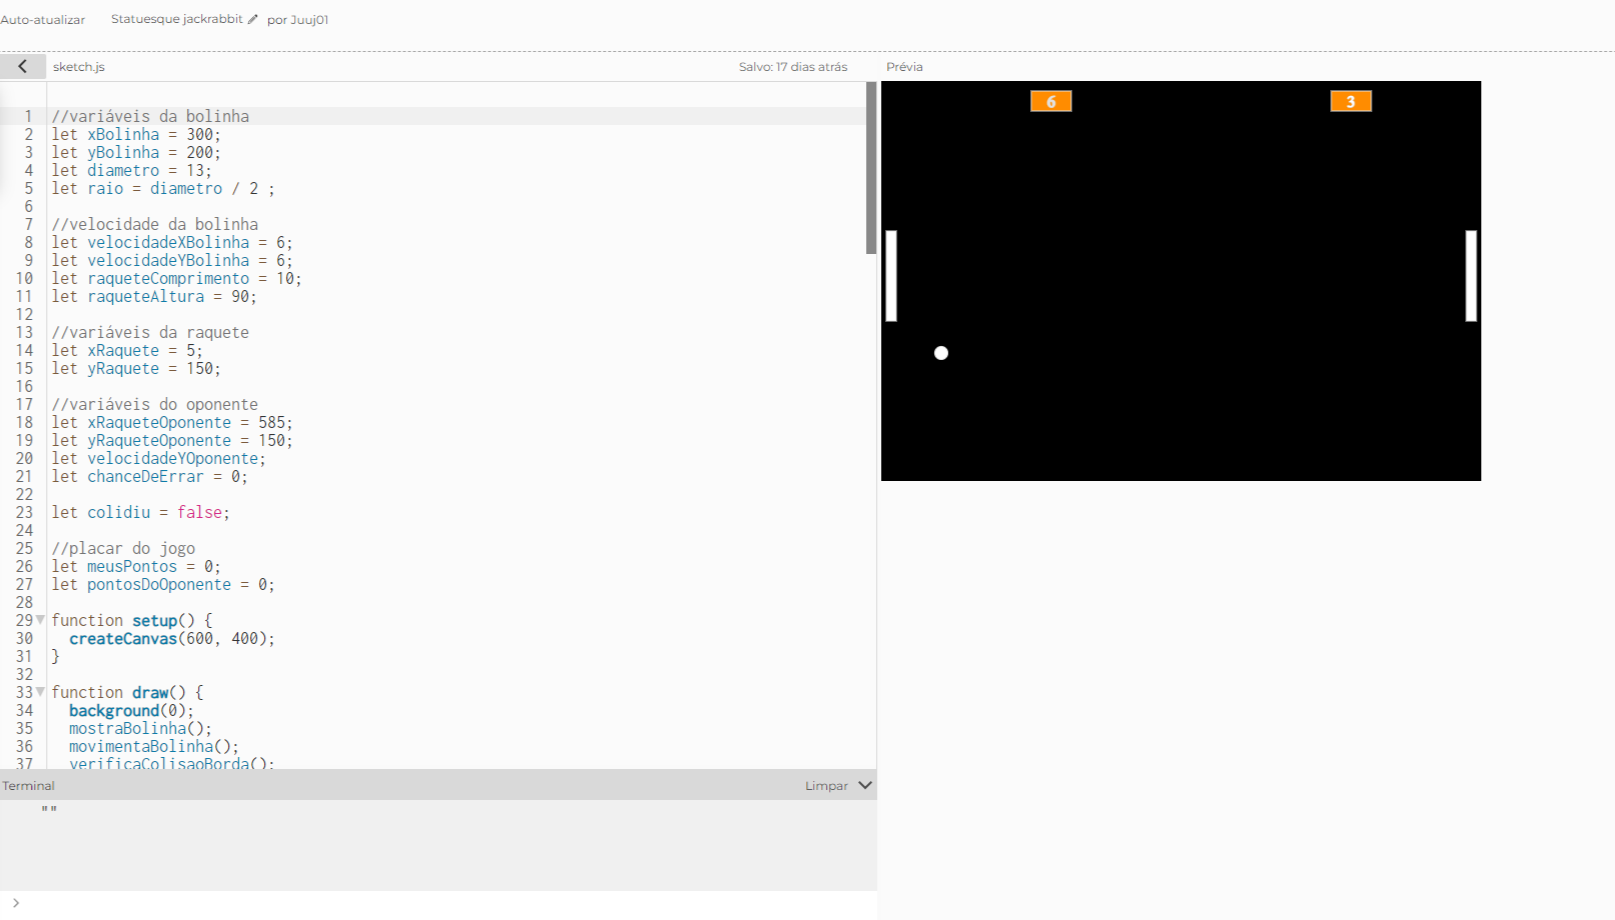 Auto-atualizar Statuesque jackrabbit por Juuj01
sketch.js Salvo: 17 dias atrás Prévia
6 3
1 //variáveis da bolinha
2 let xBolinha = 300;
3 let yBolinha = 200;
4 let diametro = 13;
5 let raio = diametro / 2 ;
6
7 //velocidade da bolinha
8 let velocidadeXBolinha = 6;
9 let velocidadeYBolinha = 6;
10 let raqueteComprimento = 10;
11 let raqueteAltura = 90;
12
13 //variáveis da raquete
14 let xRaquete = 5;
15 let yRaquete = 150;
16
17 //variáveis do oponente
18 let xRaqueteOponente = 585;
19 let yRaqueteOponente = 150;
20 let velocidadeYOponente;
21 let chanceDeErrar = 0;
22
23 let colidiu = false;
24
25 //placar do jogo
26 let meusPontos = 0;
27 let pontosDoOponente = 0;
28
29 function setup() {
30 createCanvas(600, 400);
31 }
32
33 function draw() {
34 background(0);
35 mostraBolinha();
36 movimentaBolinha();
37 verificaColisaoBorda();
Terminal Limpar
""
>